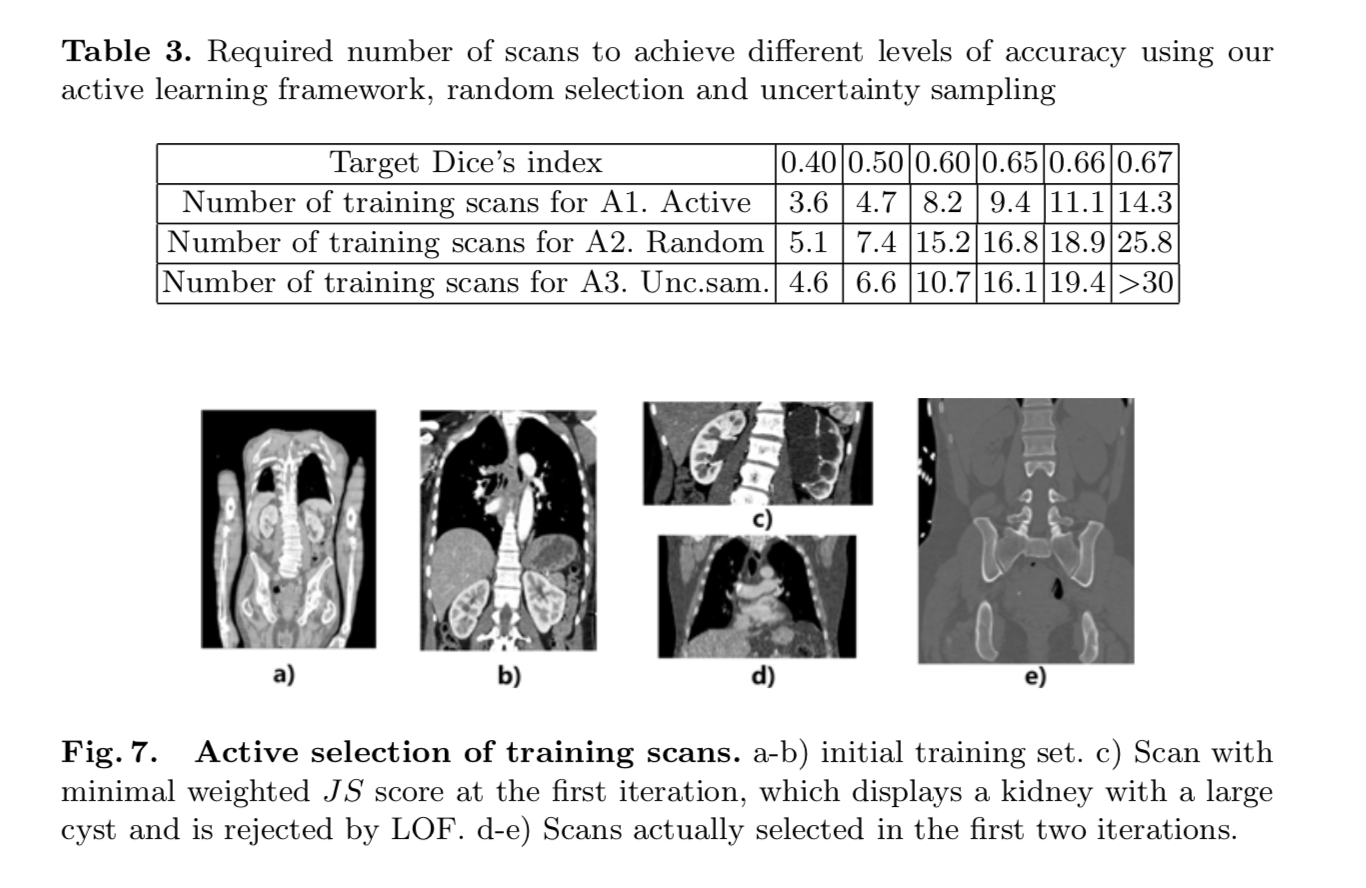 Table 3. Required number of scans to achieve different levels of accuracy using our
active learning framework, random selection and uncertainty sampling
Target Dice's index 0.40 0.50 0.60 0.65 0.66 0.67
Number of training scans for A1. Active 3.6 4.7 8.2 9.4 11.1 14.3
Number of training scans for A2. Random 5.1 7.4 15.2 16.8 18.9 25.8
Number of training scans for A3. Unc.sam. 4.6 6.6 10.7 16.1 19.4 >30
c)
a) b) d) e)
Fig. 7. Active selection of training scans. a-b) initial training set. c) Scan with
minimal weighted JS score at the first iteration, which displays a kidney with a large
cyst and is rejected by LOF. d-e) Scans actually selected in the first two iterations.